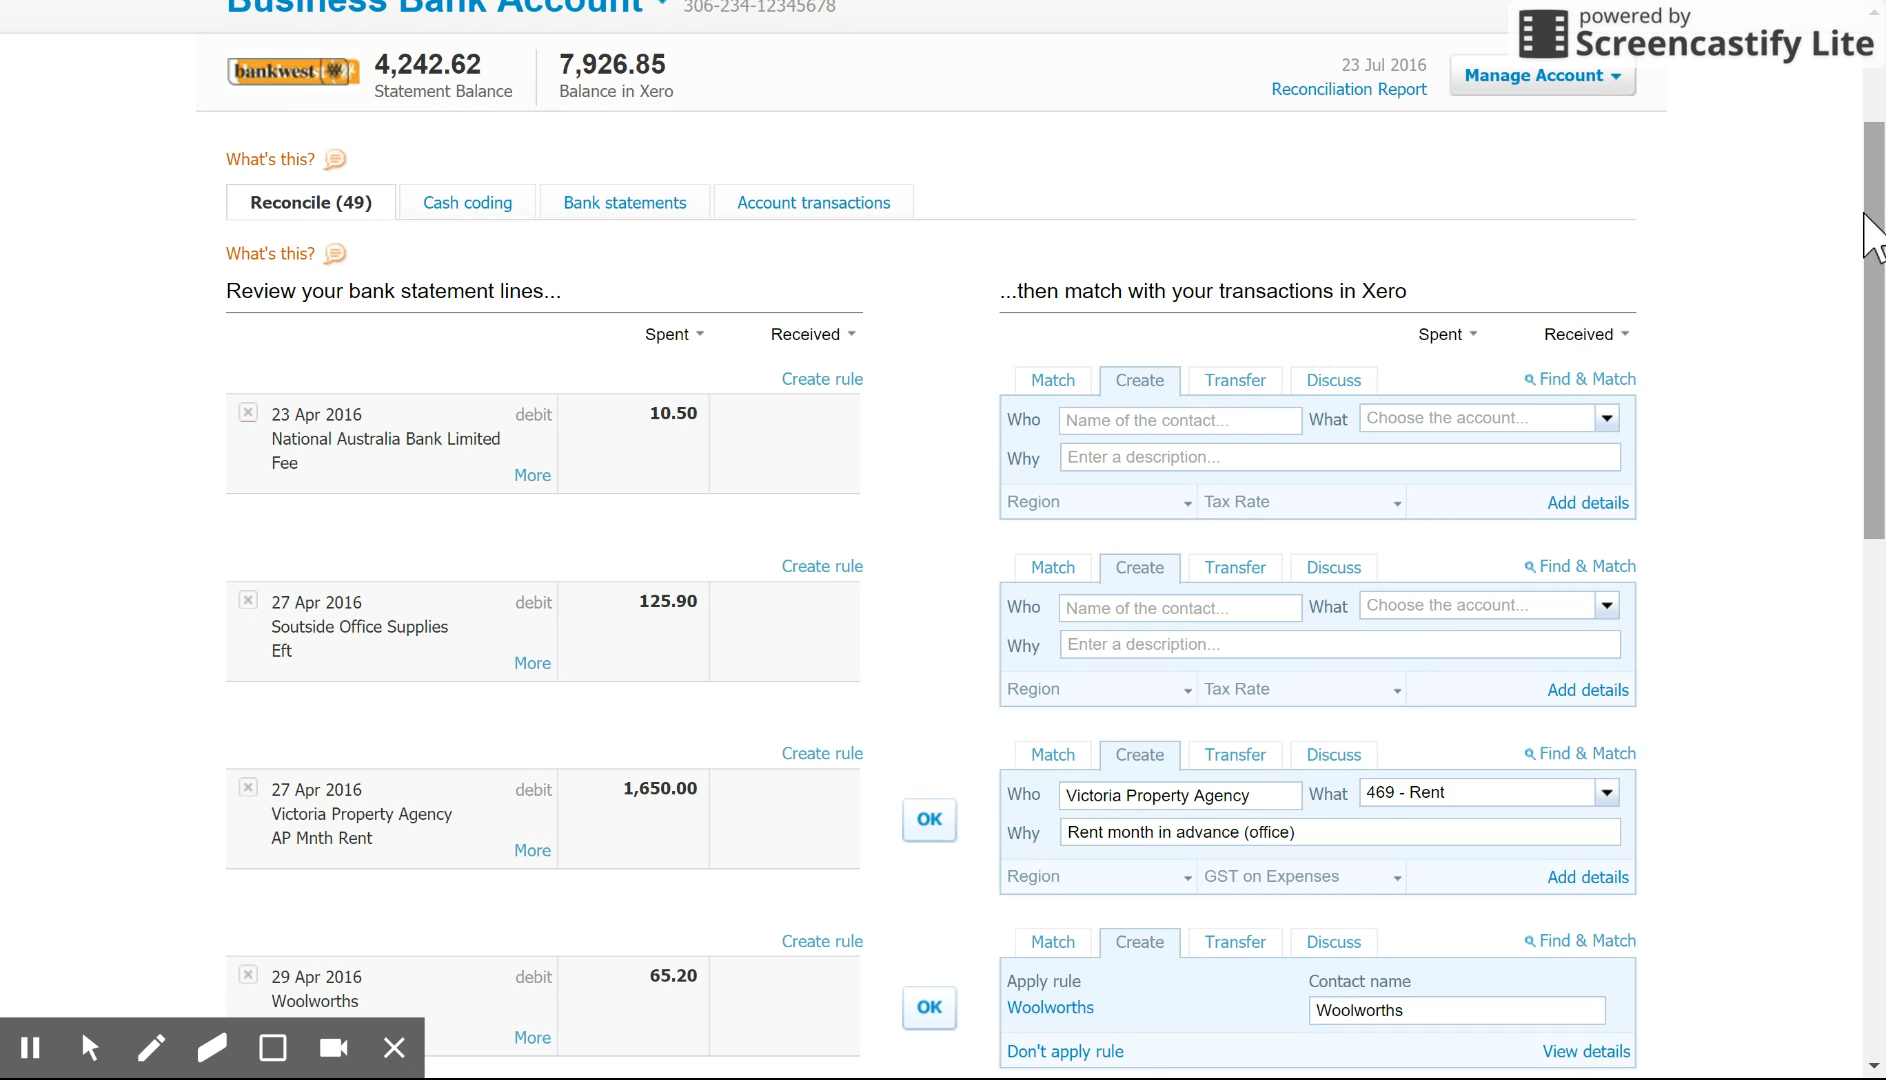 Business Bank Account 306-234-12345678
powered by
Screencastify Lite
bankwest
4,242.62
Statement Balance
7,926.85
Balance in Xero
23 Jul 2016
Reconciliation Report
Manage Account
What's this?
Reconcile (49) Cash coding Bank statements Account transactions
What's this?
Review your bank statement lines... ...then match with your transactions in Xero
Spent Received Spent Received
Create rule
23 Apr 2016 debit 10.50
National Australia Bank Limited
Fee
More
Match Create Transfer Discuss Find & Match
Who Name of the contact... What Choose the account...
Why Enter a description...
Region Tax Rate Add details
Create rule
27 Apr 2016 debit 125.90
Soutside Office Supplies
Eft
More
Match Create Transfer Discuss Find & Match
Who Name of the contact... What Choose the account...
Why Enter a description...
Region Tax Rate Add details
Create rule
27 Apr 2016 debit 1,650.00
Victoria Property Agency
AP Mnth Rent
More
OK
Match Create Transfer Discuss Find & Match
Who Victoria Property Agency What 469 - Rent
Why Rent month in advance (office)
Region GST on Expenses Add details
Create rule
29 Apr 2016 debit 65.20
Woolworths
More
OK
Match Create Transfer Discuss Find & Match
Apply rule Contact name
Woolworths Woolworths
Don't apply rule View details